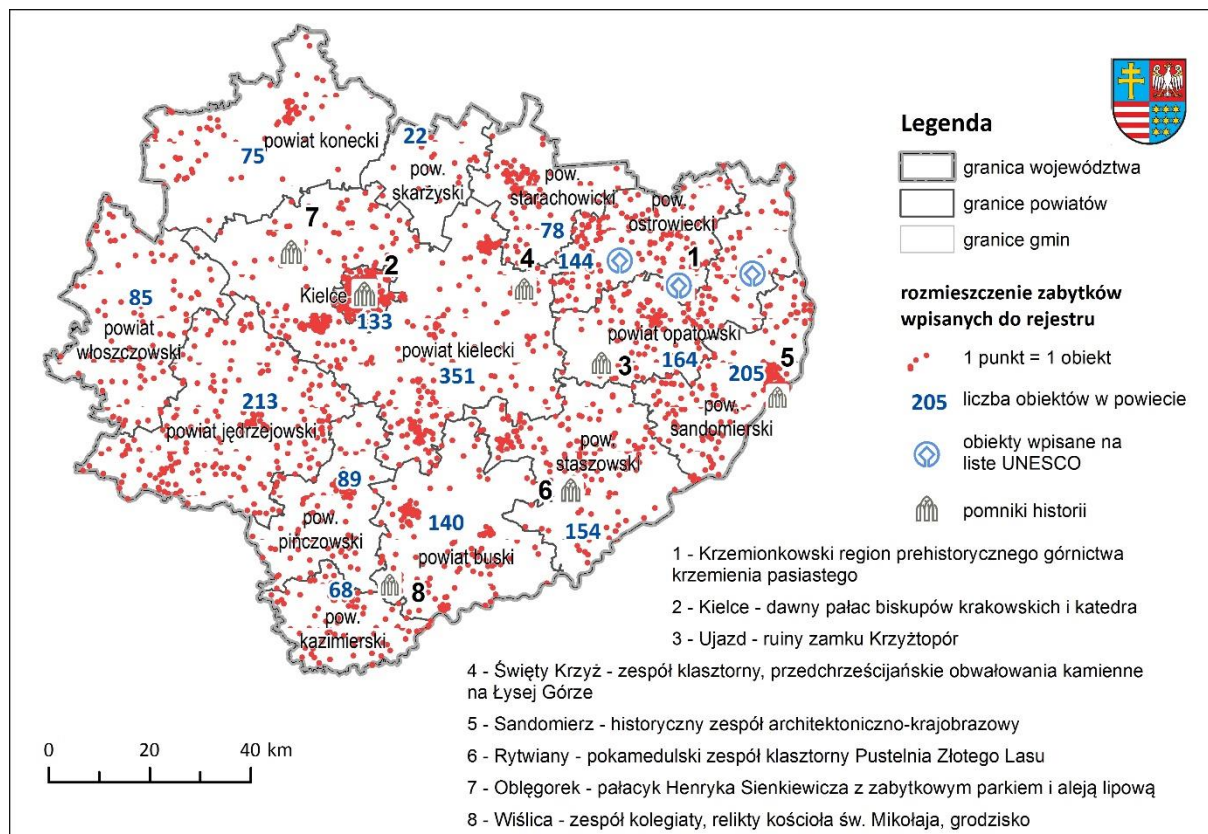 22
75
powiat konecki
pow.
skarżyski
7
pow.
starachowicki
pow.
ostrowiecki
78
2
4
144
1
85
Kielce
133
powiat
włoszczowski
powiat kielecki
351
powiat opatowski
3
164
5
205
213
powiat jędrzejowski
pow.
sandomierski
pow.
staszowski
89
6
pow.
pińczowski
140
154
powiat buski
68
8
pow.
kazimierski
0
20
40 km
Legenda
granica województwa
granice powiatów
granice gmin
rozmieszczenie zabytków
wpisanych do rejestru
1 punkt = 1 obiekt
205 liczba obiektów w powiecie
obiekty wpisane na
liste UNESCO
pomniki historii
1 - Krzemionkowski region prehistorycznego górnictwa
krzemienia pasiastego
2 - Kielce - dawny pałac biskupów krakowskich i katedra
3 - Ujazd - ruiny zamku Krzyżtopór
4 - Święty Krzyż - zespół klasztorny, przedchrześcijańskie obwałowania kamienne
na Łysej Górze
5 - Sandomierz - historyczny zespół architektoniczno-krajobrazowy
6 - Rytwiany - pokamedulski zespół klasztorny Pustelnia Złotego Lasu
7 - Oblęgorek - pałacyk Henryka Sienkiewicza z zabytkowym parkiem i aleją lipową
8 - Wiślica - zespół kolegiaty, relikty kościoła św. Mikołaja, grodzisko